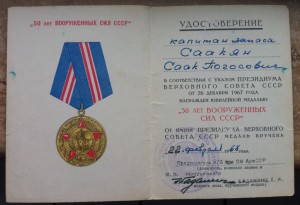 "50 лет ВООРУЖЕННЫХ СИЛ СССР"
УДОСТОВЕРЕНИЕ
капитан запаса
Саакян
Саак Погосович
В СООТВЕТСТВИИ С УКАЗОМ ПРЕЗИДИУМА
ВЕРХОВНОГО СОВЕТА СССР
ОТ 26 ДЕКАБРЯ 1967 ГОДА
НАГРАЖДЕН ЮБИЛЕЙНОЙ МЕДАЛЬЮ
"50 ЛЕТ ВООРУЖЕННЫХ
СИЛ СССР"
ОТ ИМЕНИ ПРЕЗИДИУМА ВЕРХОВНОГО
СОВЕТА СССР МЕДАЛЬ ВРУЧЕНА
22 февраля